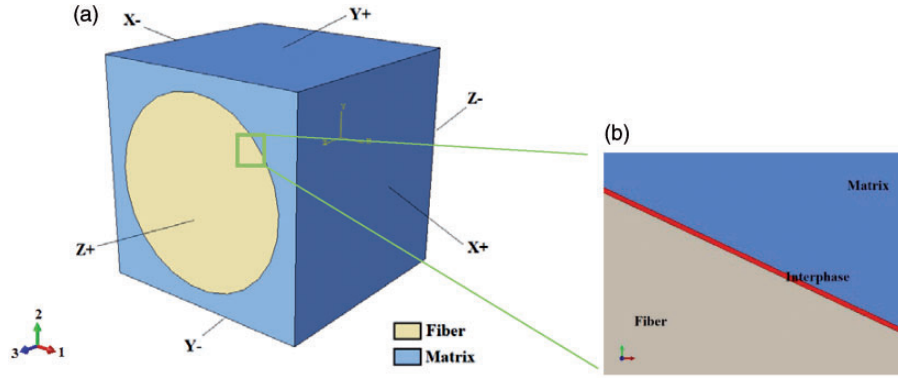 (a)
X-
Y+
Z-
Z+
X+
Y-
2
3
1
Fiber
Matrix
(b)
Matrix
Interphase
Fiber